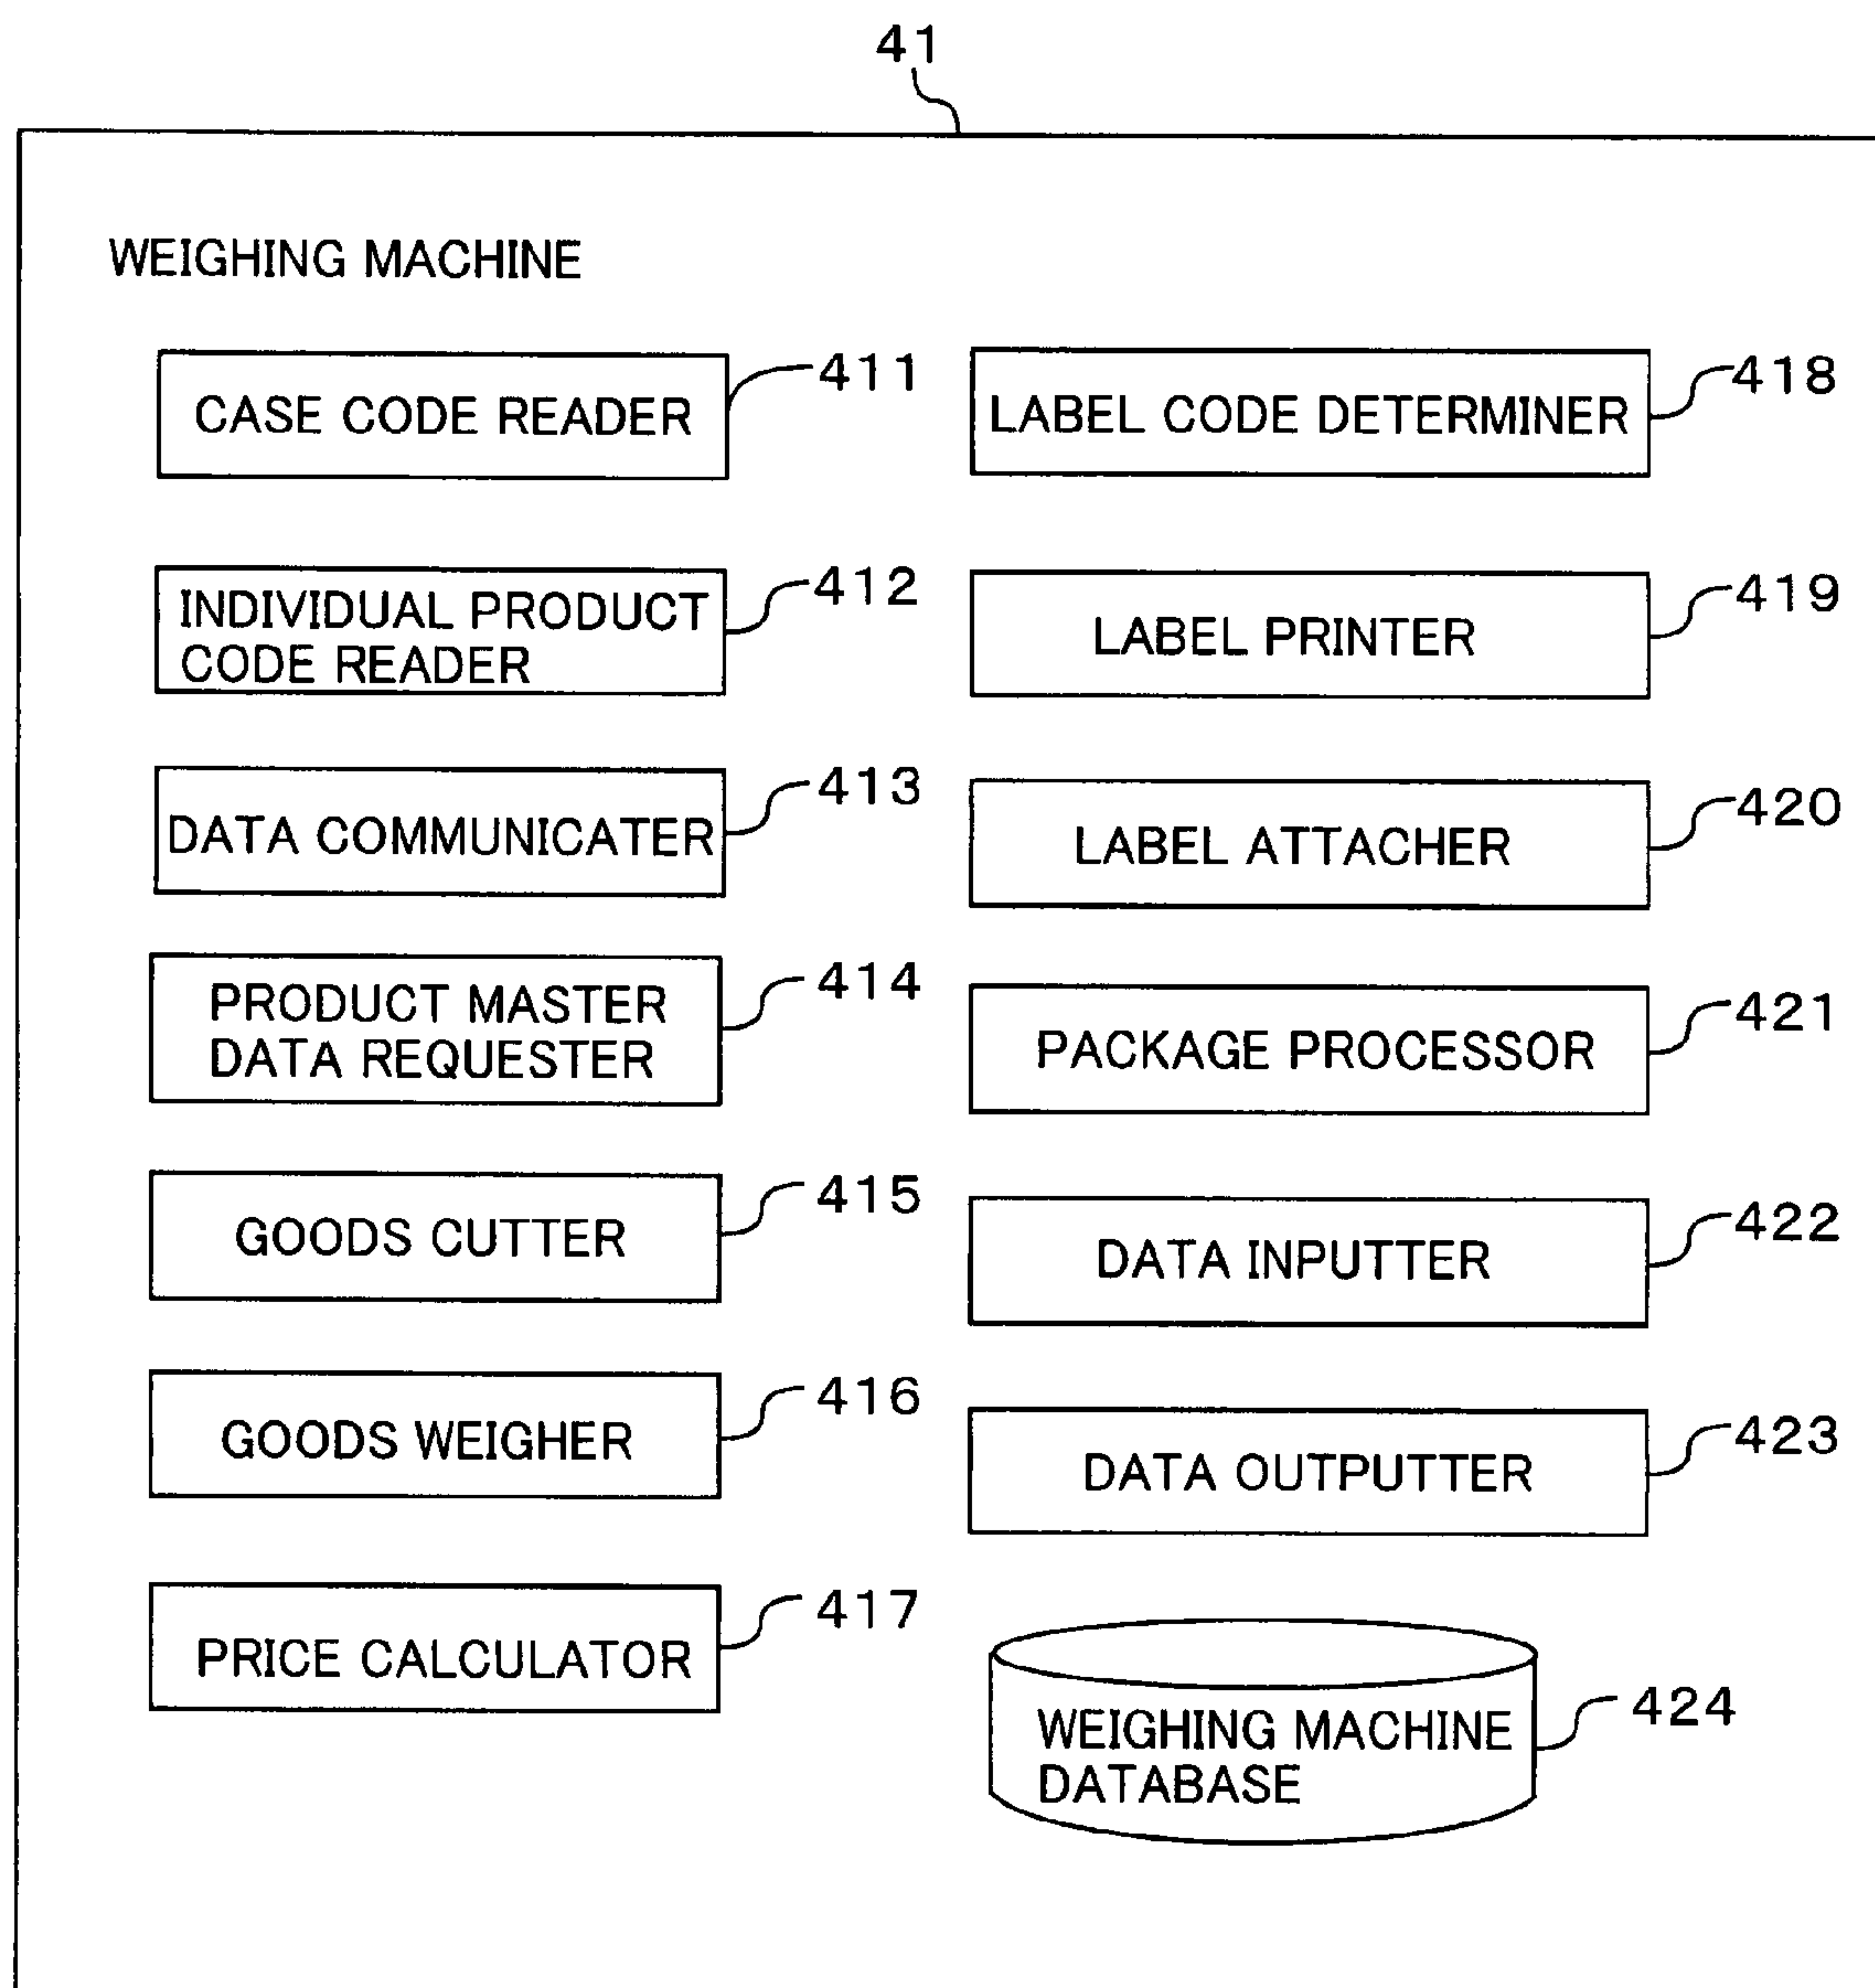 41
WEIGHING MACHINE
CASE CODE READER
411
INDIVIDUAL PRODUCT
CODE READER
412
DATA COMMUNICATER
413
PRODUCT MASTER
DATA REQUESTER
414
GOODS CUTTER
415
GOODS WEIGHER
416
PRICE CALCULATOR
417
LABEL CODE DETERMINER
418
LABEL PRINTER
419
LABEL ATTACHER
420
PACKAGE PROCESSOR
421
DATA INPUTTER
422
DATA OUTPUTTER
423
WEIGHING MACHINE
DATABASE
424